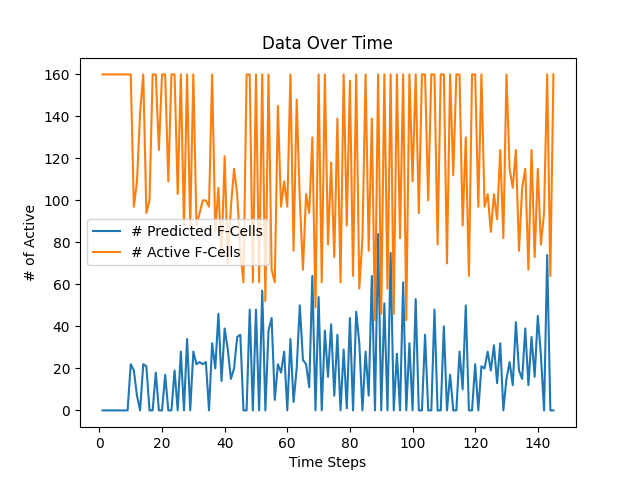 Data Over Time
160
140
120
100
80
60
40
20
0
# of Active
# Predicted F-Cells
# Active F-Cells
0 20 40 60 80 100 120 140
Time Steps